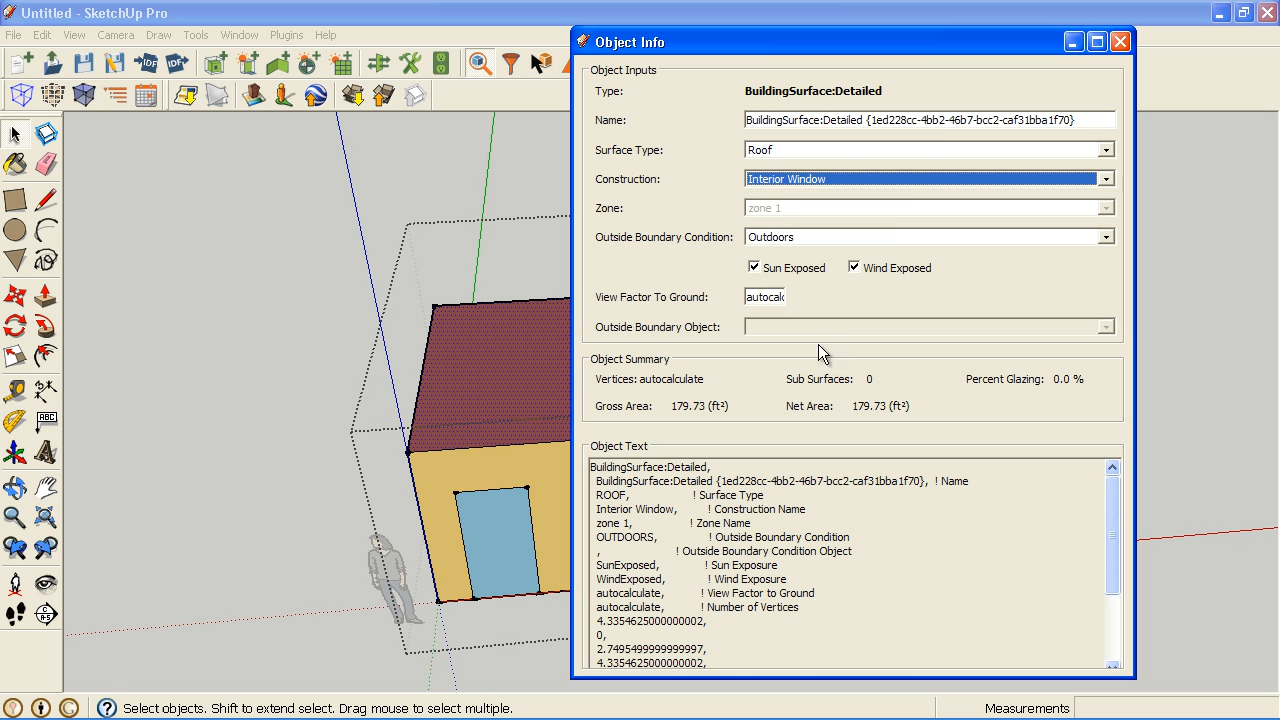 Untitled - SketchUp Pro
File Edit View Camera Draw Tools Window Plugins Help
IDF IDF
ABC
Object Info
Object Inputs
Type: BuildingSurface:Detailed
Name: BuildingSurface:Detailed {1ed228cc-4bb2-46b7-bcc2-caf31bba1f70}
Surface Type: Roof
Construction: Interior Window
Zone: zone 1
Outside Boundary Condition: Outdoors
Sun Exposed Wind Exposed
View Factor To Ground: autocalc
Outside Boundary Object:
Object Summary
Vertices: autocalculate Sub Surfaces: 0 Percent Glazing: 0.0 %
Gross Area: 179.73 (ft²) Net Area: 179.73 (ft²)
Object Text
BuildingSurface:Detailed,
BuildingSurface:Detailed {1ed228cc-4bb2-46b7-bcc2-caf31bba1f70}, ! Name
ROOF, ! Surface Type
Interior Window, ! Construction Name
zone 1, ! Zone Name
OUTDOORS, ! Outside Boundary Condition
, ! Outside Boundary Condition Object
SunExposed, ! Sun Exposure
WindExposed, ! Wind Exposure
autocalculate, ! View Factor to Ground
autocalculate, ! Number of Vertices
4.3354625000000002,
0,
2.7495499999999997,
4.3354625000000002,
Select objects. Shift to extend select. Drag mouse to select multiple.
Measurements